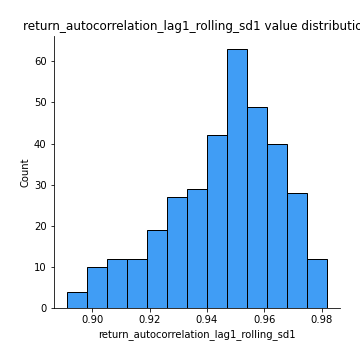 return_autocorrelation_lag1_rolling_sd1 value distributio
60
50
40
30
20
10
0
Count
0.90 0.92 0.94 0.96 0.98
return_autocorrelation_lag1_rolling_sd1